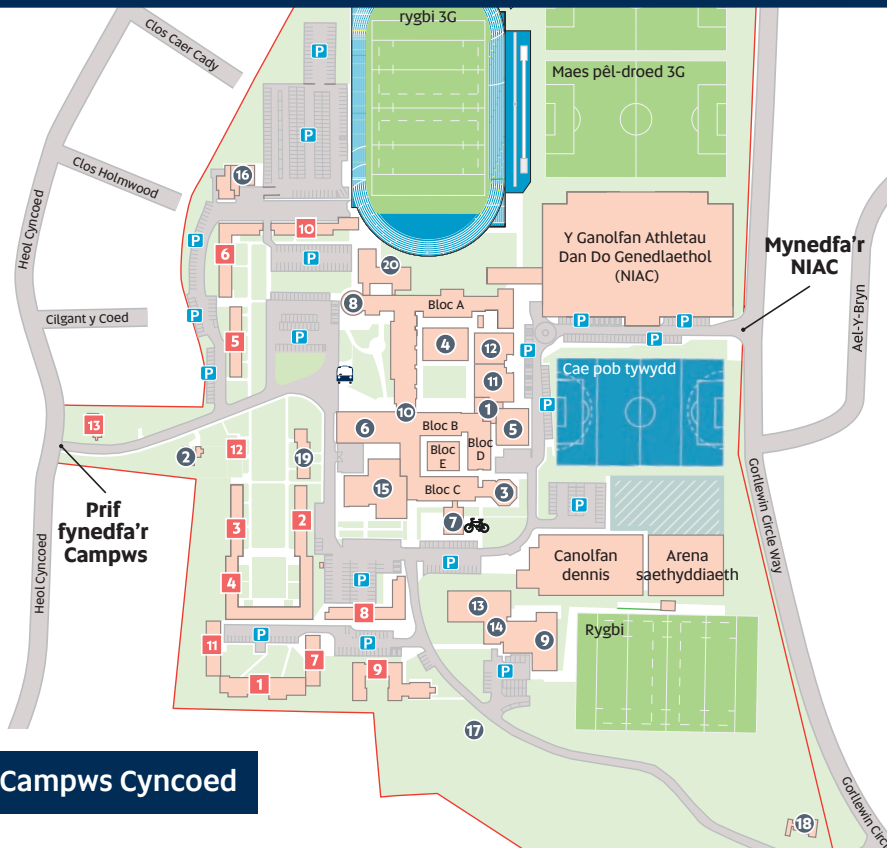 rygbi 3G
Clos Caer Cady
Maes pêl-droed 3G
P
P
Clos Holmwood
16
Heol Cyncoed
10
6
P
P
20
Y Ganolfan Athletau
Dan Do Genedlaethol
(NIAC)
Mynedfa'r
NIAC
Ael-Y-Bryn
8
Bloc A
Cilgant y Coed
P
5
P
4
12
P
P
P
P
P
11
Cae pob tywydd
13
10
1
P
6
Bloc B
5
2
12
19
Bloc
E
Bloc
D
15
Bloc C
3
Gorllewin Circle Way
Prif
fynedfa'r
Campws
3
2
7
P
Heol Cyncoed
4
P
P
Canolfan
dennis
Arena
saethyddiaeth
8
13
14
9
Rygbi
11
P
7
P
1
9
P
17
Campws Cyncoed
18